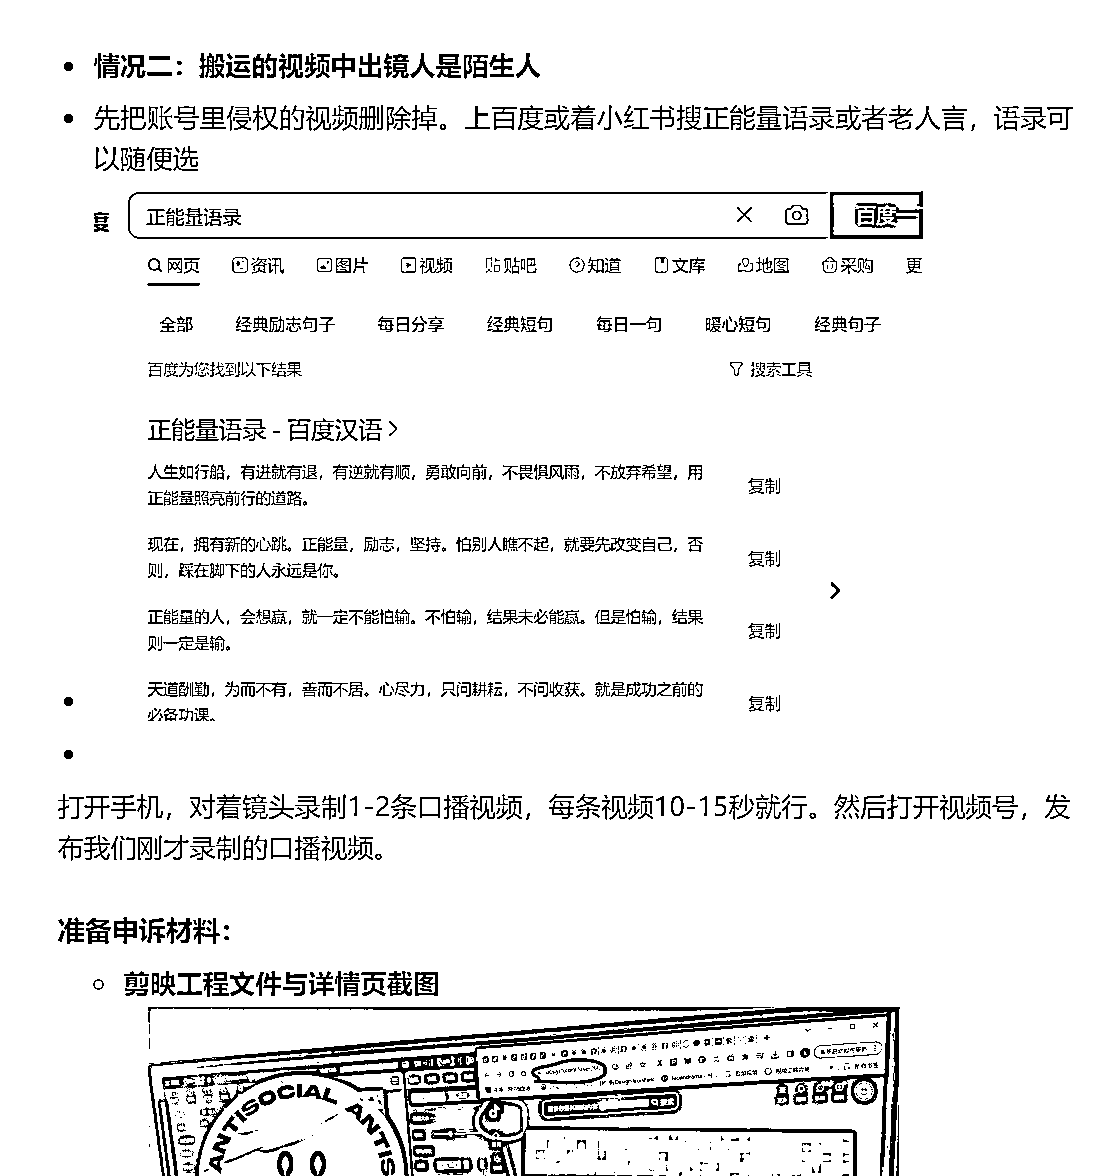 情况二：搬运的视频中出镜人是陌生人
先把账号里侵权的视频删除掉。上百度或着小红书搜正能量语录或者老人言，语录可
以随便选
正能量语录
百度一
网页 资讯 图片 视频 贴吧 知道 文库 地图 采购 更
全部 经典励志句子 每日分享 经典短句 每日一句 暖心短句 经典句子
百度为您找到以下结果 搜索工具
正能量语录 - 百度汉语
人生如行船，有进就有退，有逆就有顺，勇敢向前，不畏惧风雨，不放弃希望，用
正能量照亮前行的道路。
复制
现在，拥有新的心跳。正能量，励志，坚持。怕别人瞧不起，就要先改变自己，否
则，踩在脚下的人永远是你。
复制
正能量的人，会想赢，就一定不能怕输。不怕输，结果未必能赢。但是怕输，结果
则一定是输。
复制
天道酬勤，为而不有，善而不居。心尽力，只问耕耘，不问收获。就是成功之前的
必备功课。
复制
打开手机，对着镜头录制1-2条口播视频，每条视频10-15秒就行。然后打开视频号，发
布我们刚才录制的口播视频。
准备申诉材料：
剪映工程文件与详情页截图
ANTISOCIAL ANTIS